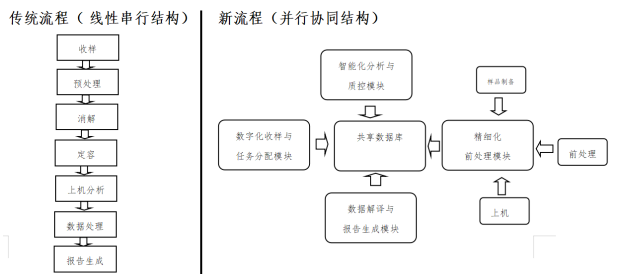 传统流程（线性串行结构）
收样
预处理
消解
定容
上机分析
数据处理
报告生成
新流程（并行协同结构）
智能化分析与
质控模块
样品制备
数字化收样与
任务分配模块
共享数据库
精细化
前处理模块
前处理
数据解译与
报告生成模块
上机